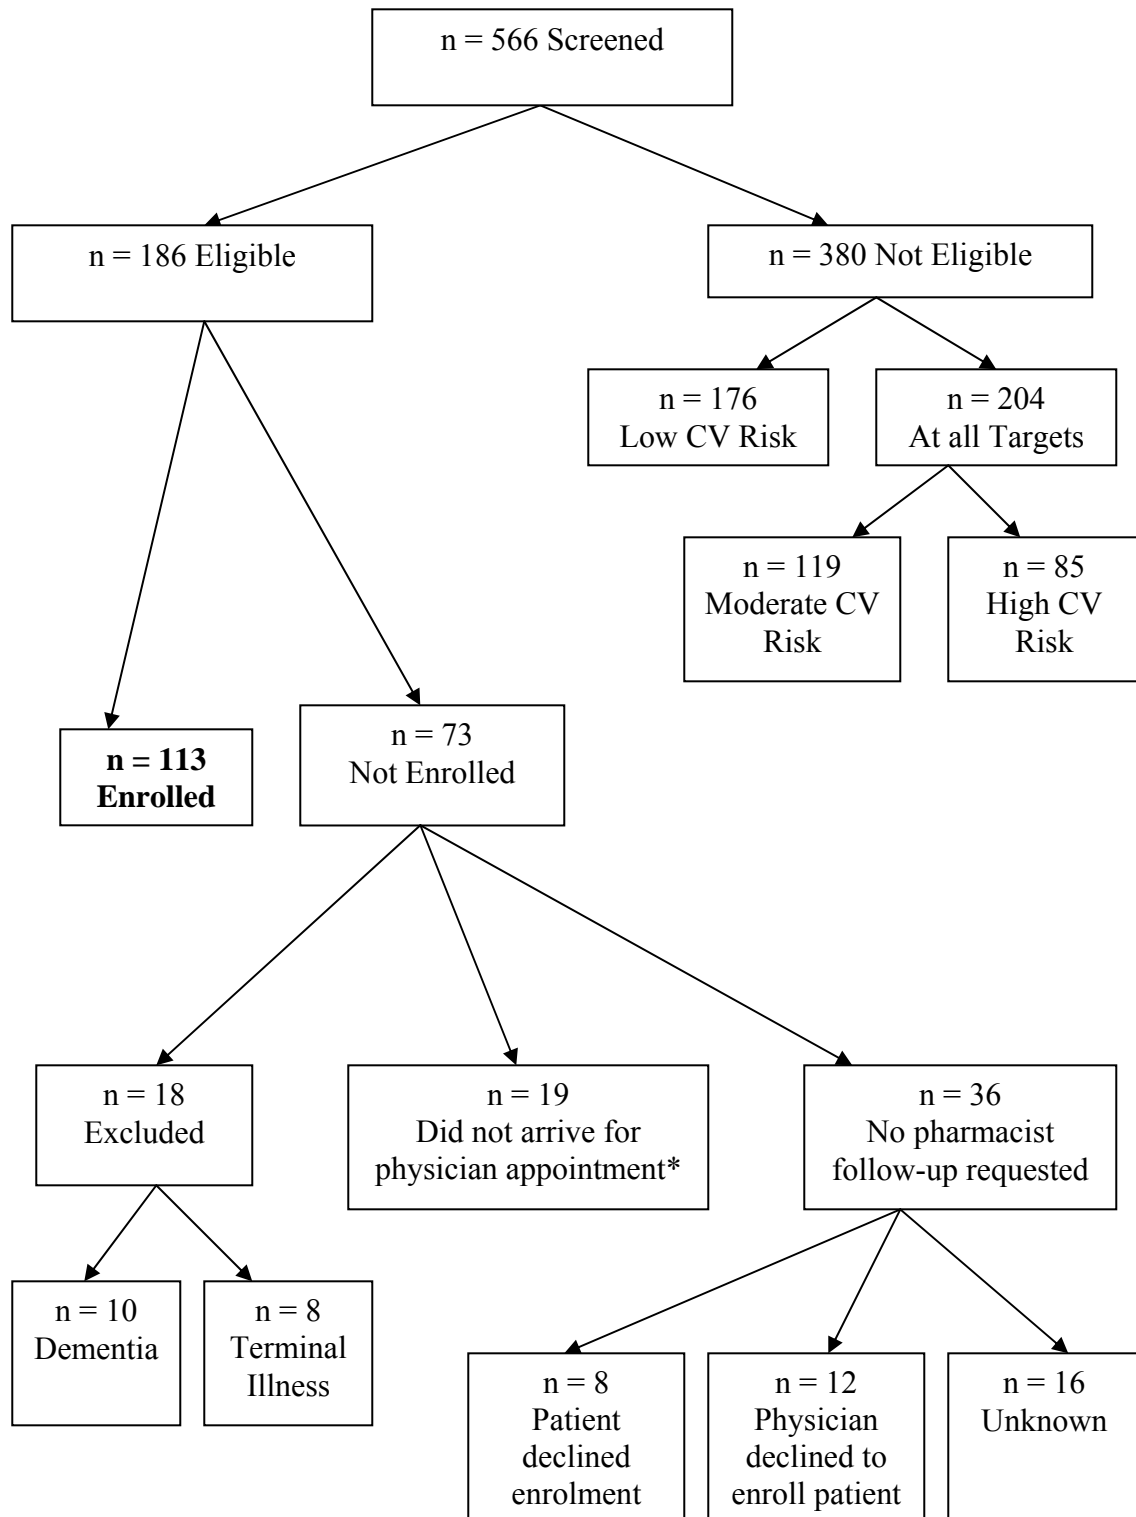 n = 566 Screened
n = 186 Eligible
n = 380 Not Eligible
n = 176
Low CV Risk
n = 204
At all Targets
n = 119
Moderate CV
Risk
n = 85
High CV
Risk
n = 113
Enrolled
n = 73
Not Enrolled
n = 18
Excluded
n = 19
Did not arrive for
physician appointment*
n = 36
No pharmacist
follow-up requested
n = 10
Dementia
n = 8
Terminal
Illness
n = 8
Patient
declined
enrolment
n = 12
Physician
declined to
enroll patient
n = 16
Unknown